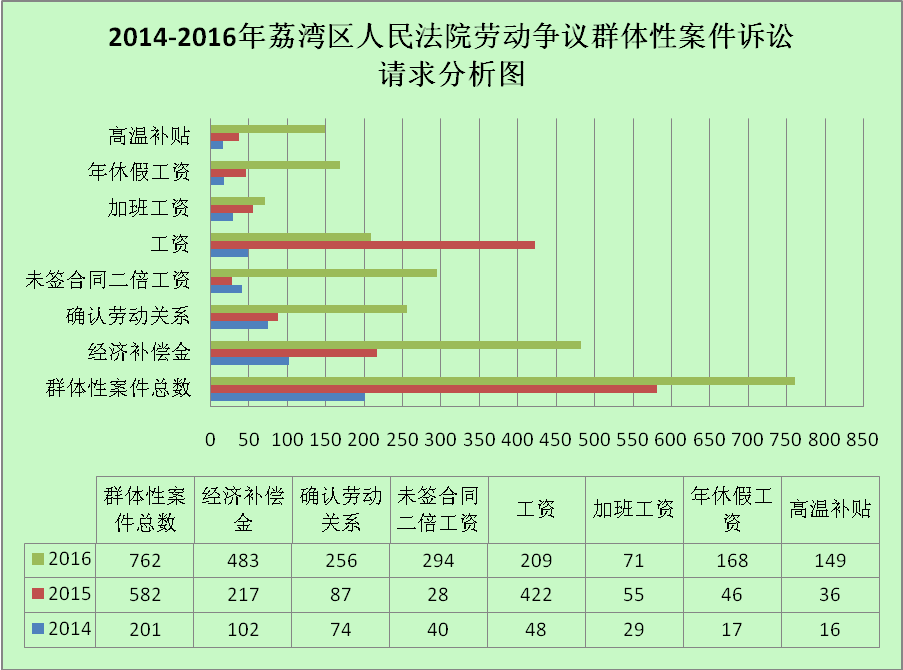 2014-2016年荔湾区人民法院劳动争议群体性案件诉讼
请求分析图
高温补贴
年休假工资
加班工资
工资
未签合同二倍工资
确认劳动关系
经济补偿金
群体性案件总数
0 50 100 150 200 250 300 350 400 450 500 550 600 650 700 750 800 850
群体性案 经济补偿 确认劳动 未签合同 工资 加班工资 年休假工 高温补贴
件总数 金 关系 二倍工资 资
2016 762 483 256 294 209 71 168 149
2015 582 217 87 28 422 55 46 36
2014 201 102 74 40 48 29 17 16